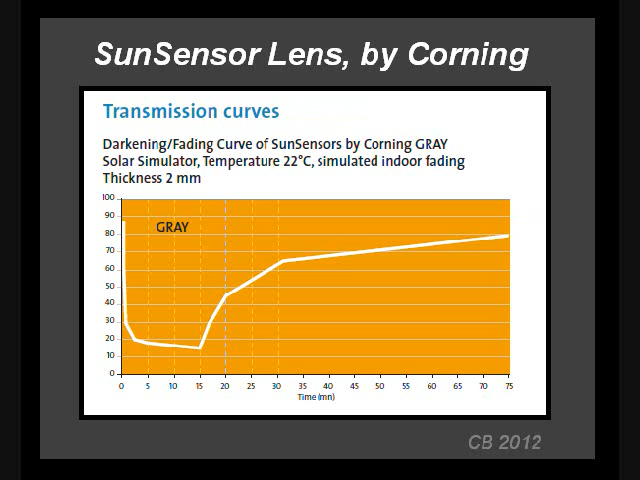 SunSensor Lens, by Corning
Transmission curves
Darkening/Fading Curve of SunSensors by Corning GRAY
Solar Simulator, Temperature 22°C, simulated indoor fading
Thickness 2 mm
100
90
80
70
60
50
40
30
20
10
0
GRAY
0 5 10 15 20 25 30 35 40 45 50 55 60 65 70 75
Time (mn)
CB 2012